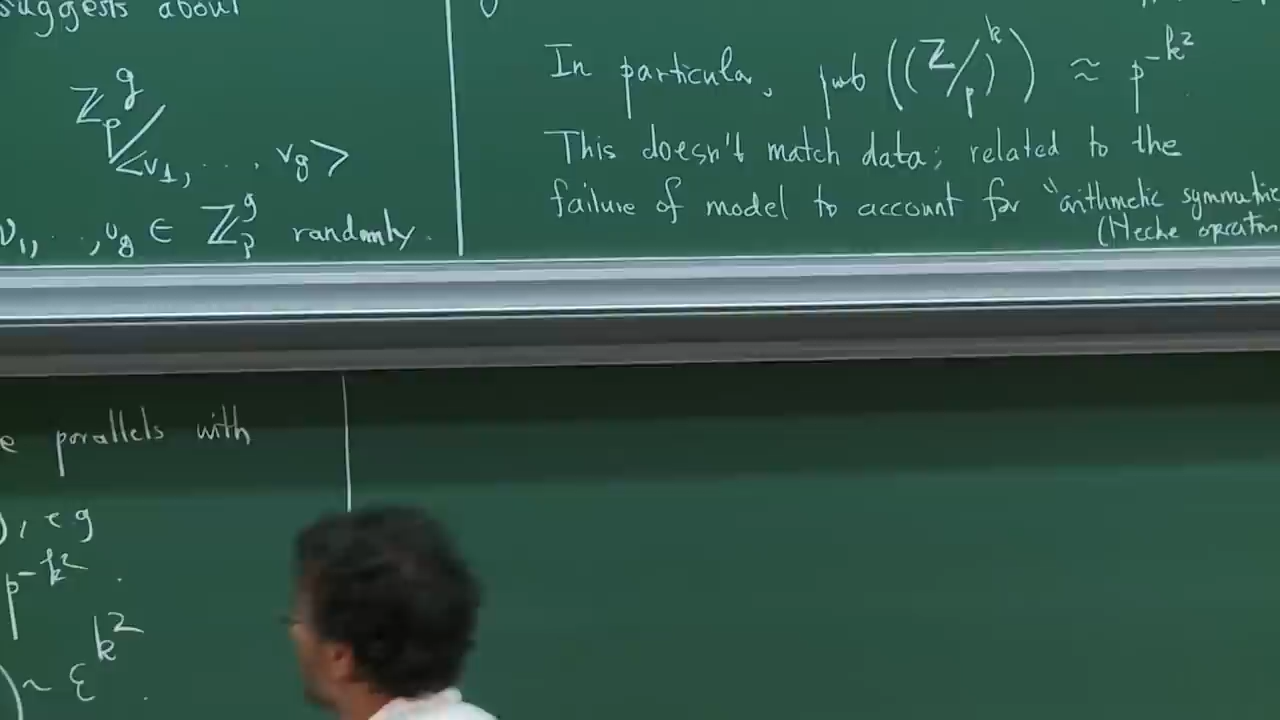 suggests about
Z_p^g / <v_1, ..., v_g>
v_1, ..., v_g ∈ Z_p^g randomly.
In particular, prob ((Z/p)^k) ≈ p^{-k^2}
This doesn't match data; related to the
failure of model to account for "arithmetic symmetrie
(Hecke operator
e parallels with
), τ g
p^{-k^2}.
) ~ ε^{k^2}.